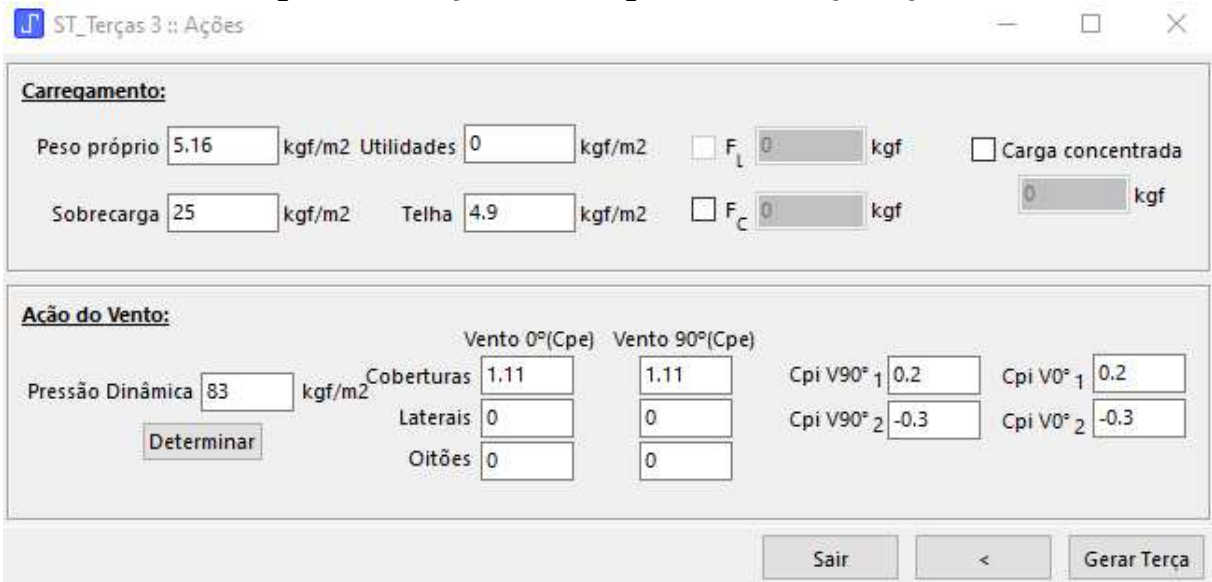 ST_Terças 3 :: Ações
Carregamento:
Peso próprio 5.16 kgf/m2 Utilidades 0 kgf/m2 FL 0 kgf Carga concentrada
Sobrecarga 25 kgf/m2 Telha 4.9 kgf/m2 FC 0 kgf 0 kgf
Ação do Vento:
Vento 0º(Cpe) Vento 90º(Cpe)
Pressão Dinâmica 83 kgf/m2 Coberturas 1.11 1.11 Cpi V90° 1 0.2 Cpi V0° 1 0.2
Determinar Laterais 0 0 Cpi V90° 2 -0.3 Cpi V0° 2 -0.3
Oitões 0 0
Sair < Gerar Terça